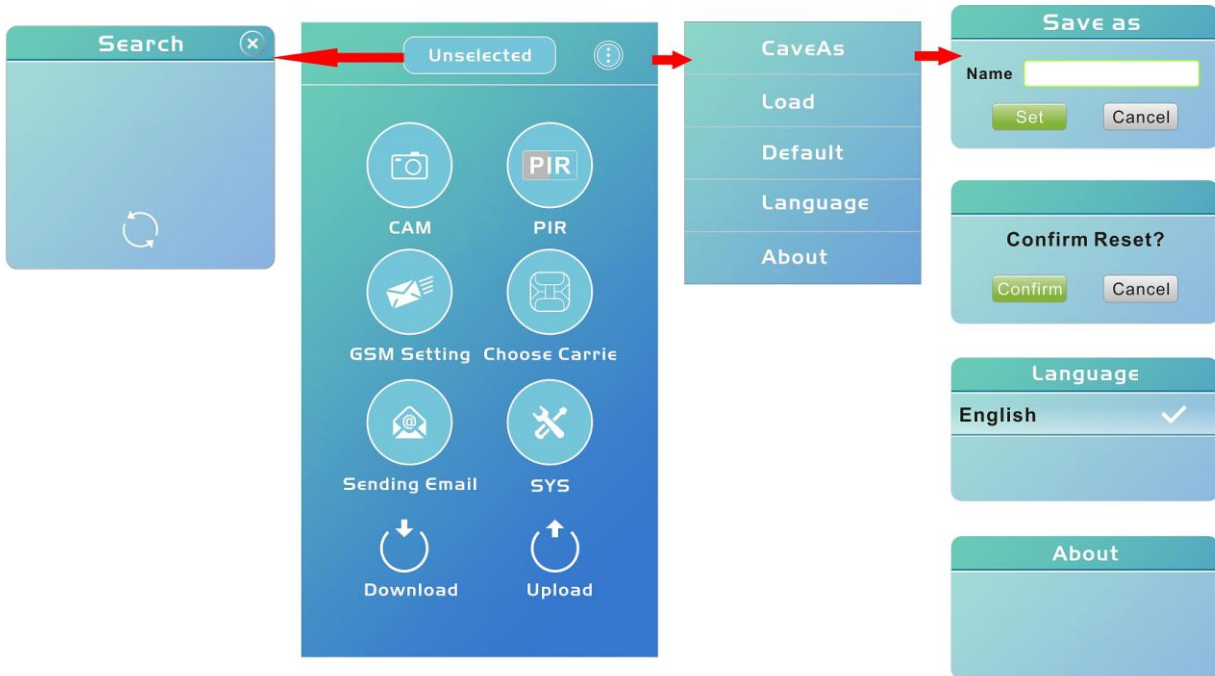 Search
Unselected
CAM
PIR
PIR
GSM Setting
Choose Carrie
Sending Email
SYS
Download
Upload
CaveAs
Load
Default
Language
About
Save as
Name
Set
Cancel
Confirm Reset?
Confirm
Cancel
Language
English
About